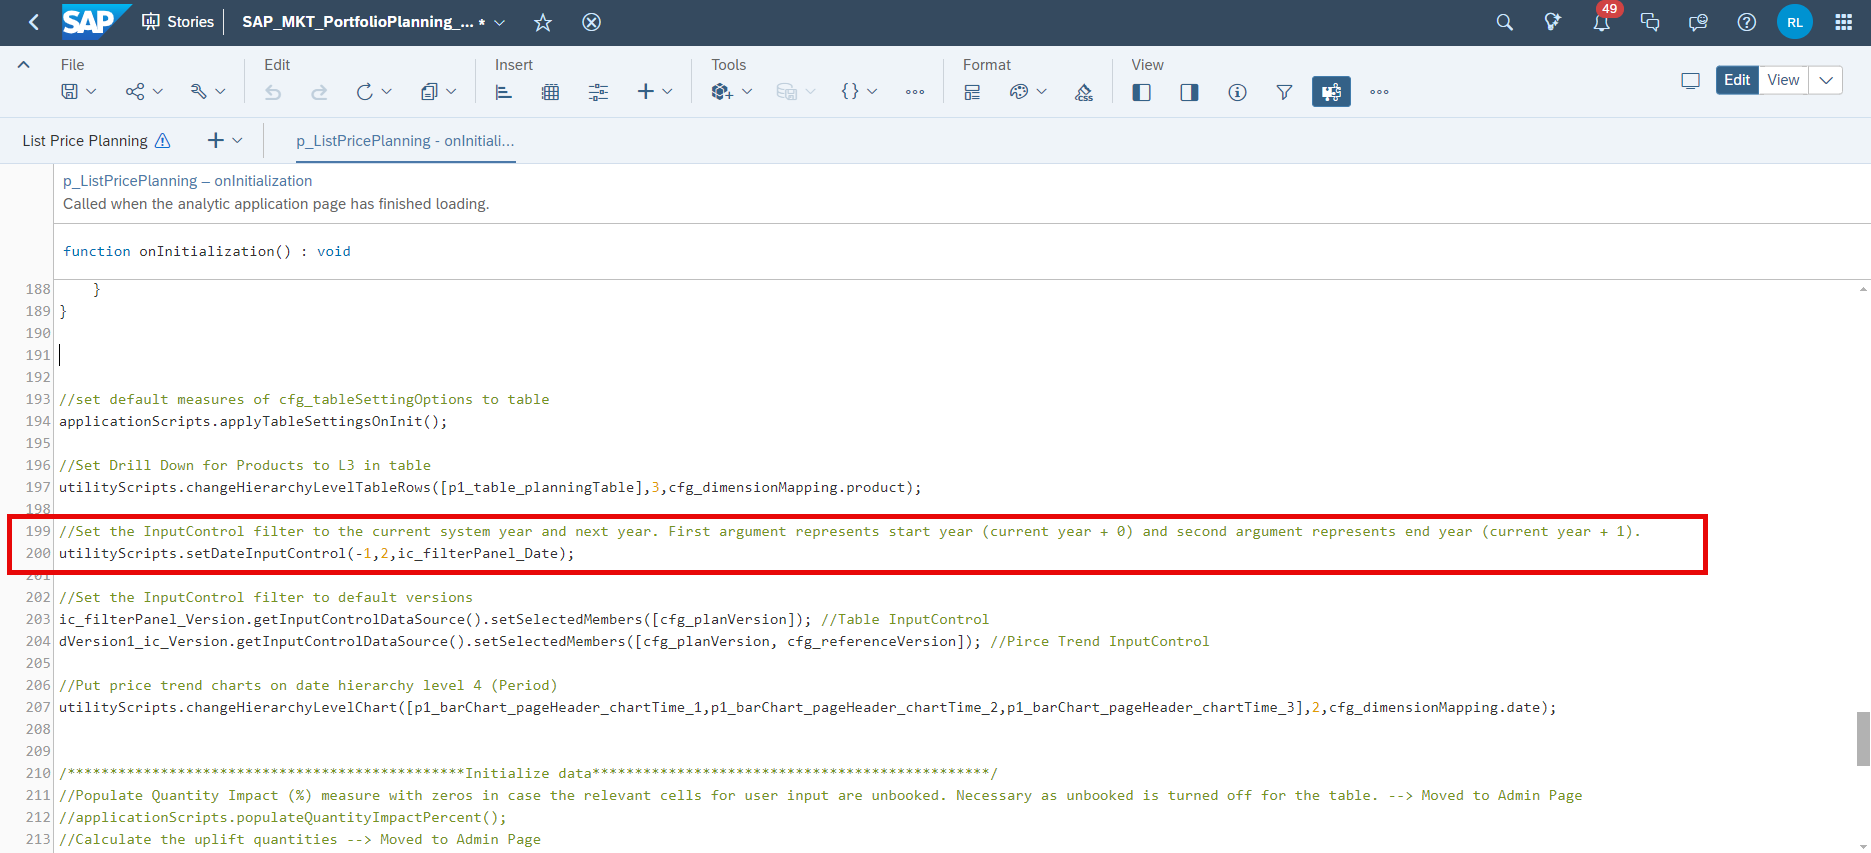 SAP Stories SAP_MKT_PortfolioPlanning_... * 49 RL
File Edit Insert Tools Format View
CSS Edit View
List Price Planning p_ListPricePlanning - onInitiali...
p_ListPricePlanning – onInitialization
Called when the analytic application page has finished loading.
function onInitialization() : void
188 }
189 }
190
191
192
193 //set default measures of cfg_tableSettingOptions to table
194 applicationScripts.applyTableSettingsOnInit();
195
196 //Set Drill Down for Products to L3 in table
197 utilityScripts.changeHierarchyLevelTableRows([p1_table_planningTable],3,cfg_dimensionMapping.product);
198
199 //Set the InputControl filter to the current system year and next year. First argument represents start year (current year + 0) and second argument represents end year (current year + 1).
200 utilityScripts.setDateInputControl(-1,2,ic_filterPanel_Date);
201
202 //Set the InputControl filter to default versions
203 ic_filterPanel_Version.getInputControlDataSource().setSelectedMembers([cfg_planVersion]); //Table InputControl
204 dVersion1_ic_Version.getInputControlDataSource().setSelectedMembers([cfg_planVersion, cfg_referenceVersion]); //Pirce Trend InputControl
205
206 //Put price trend charts on date hierarchy level 4 (Period)
207 utilityScripts.changeHierarchyLevelChart([p1_barChart_pageHeader_chartTime_1,p1_barChart_pageHeader_chartTime_2,p1_barChart_pageHeader_chartTime_3],2,cfg_dimensionMapping.date);
208
209
210 /***********************************************Initialize data***********************************************/
211 //Populate Quantity Impact (%) measure with zeros in case the relevant cells for user input are unbooked. Necessary as unbooked is turned off for the table. --> Moved to Admin Page
212 //applicationScripts.populateQuantityImpactPercent();
213 //Calculate the uplift quantities --> Moved to Admin Page